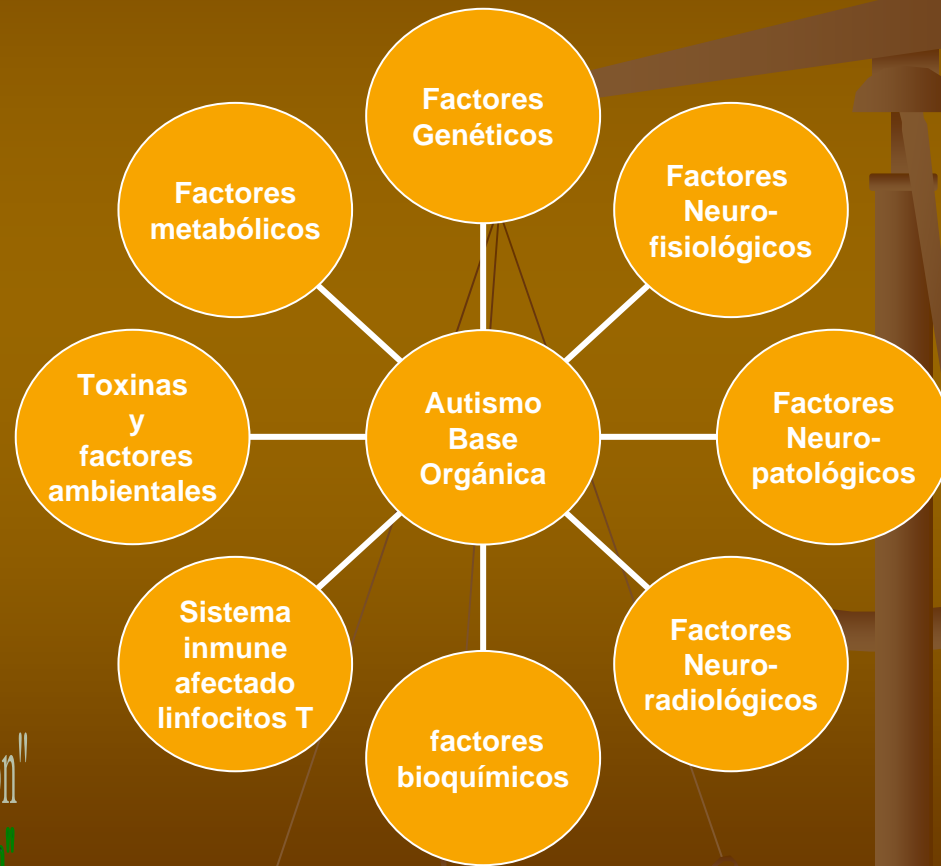 Factores
Genéticos
Factores
Neuro-
fisiológicos
Factores
Neuro-
patológicos
Factores
Neuro-
radiológicos
factores
bioquímicos
Sistema
inmune
afectado
linfocitos T
Toxinas
y
factores
ambientales
Factores
metabólicos
Autismo
Base
Orgánica